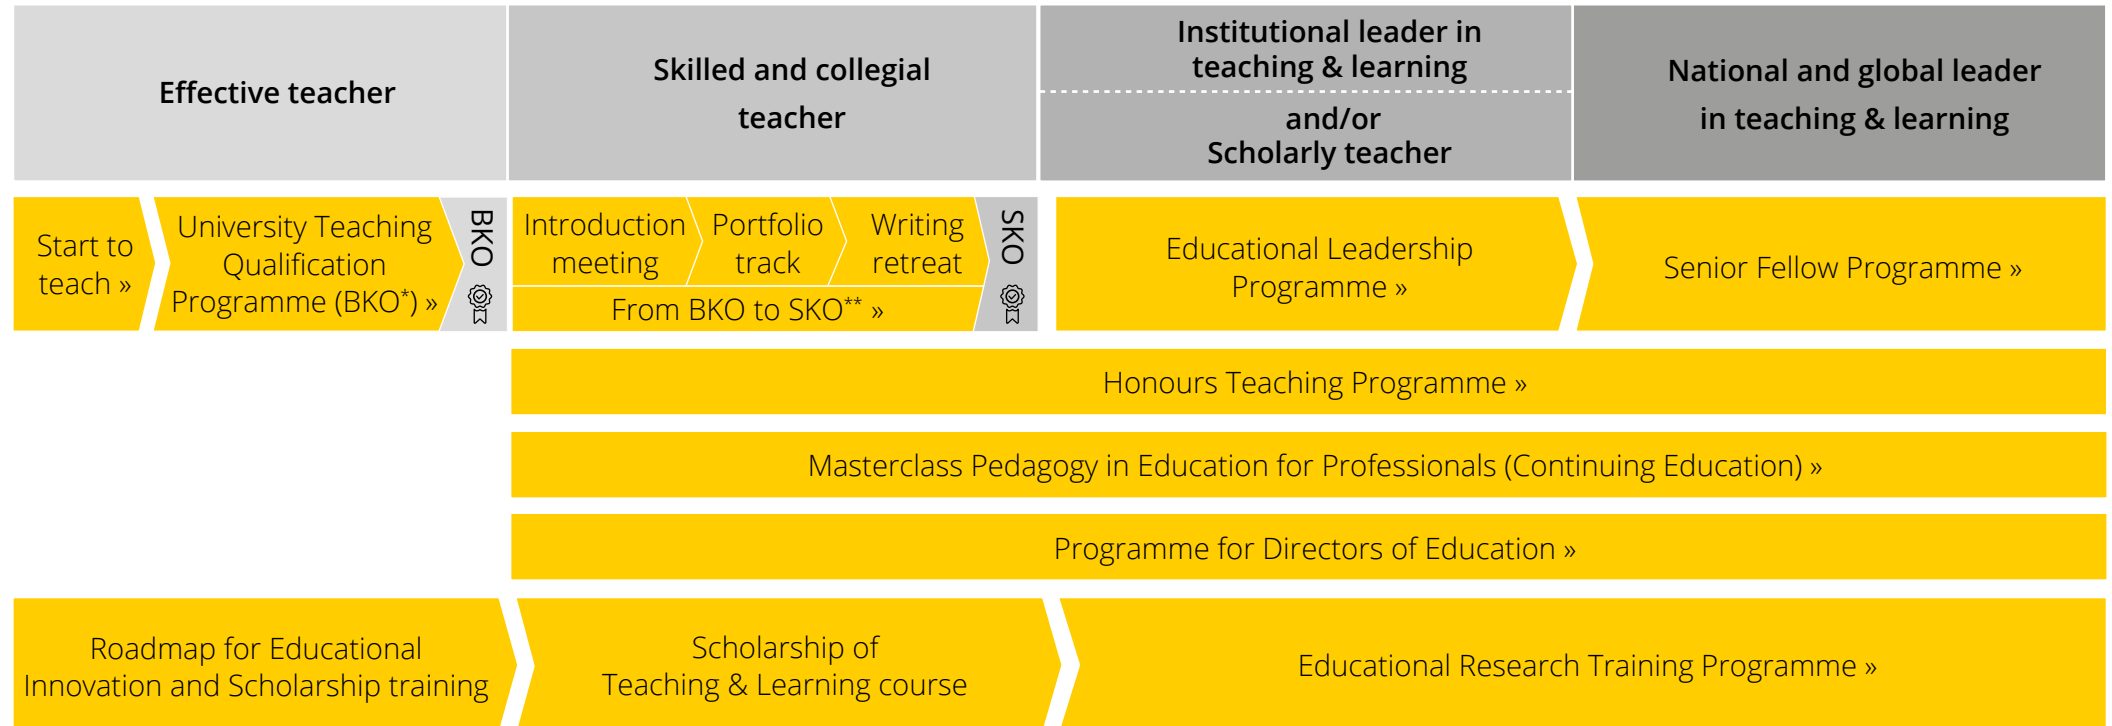 Effective teacher
Skilled and collegial
teacher
Institutional leader in
teaching & learning
and/or
Scholarly teacher
National and global leader
in teaching & learning
Start to
teach »
University Teaching
Qualification
Programme (BKO*) »
BKO
Introduction
meeting
Portfolio
track
Writing
retreat
From BKO to SKO** »
SKO
Educational Leadership
Programme »
Senior Fellow Programme »
Honours Teaching Programme »
Masterclass Pedagogy in Education for Professionals (Continuing Education) »
Programme for Directors of Education »
Roadmap for Educational
Innovation and Scholarship training
Scholarship of
Teaching & Learning course
Educational Research Training Programme »